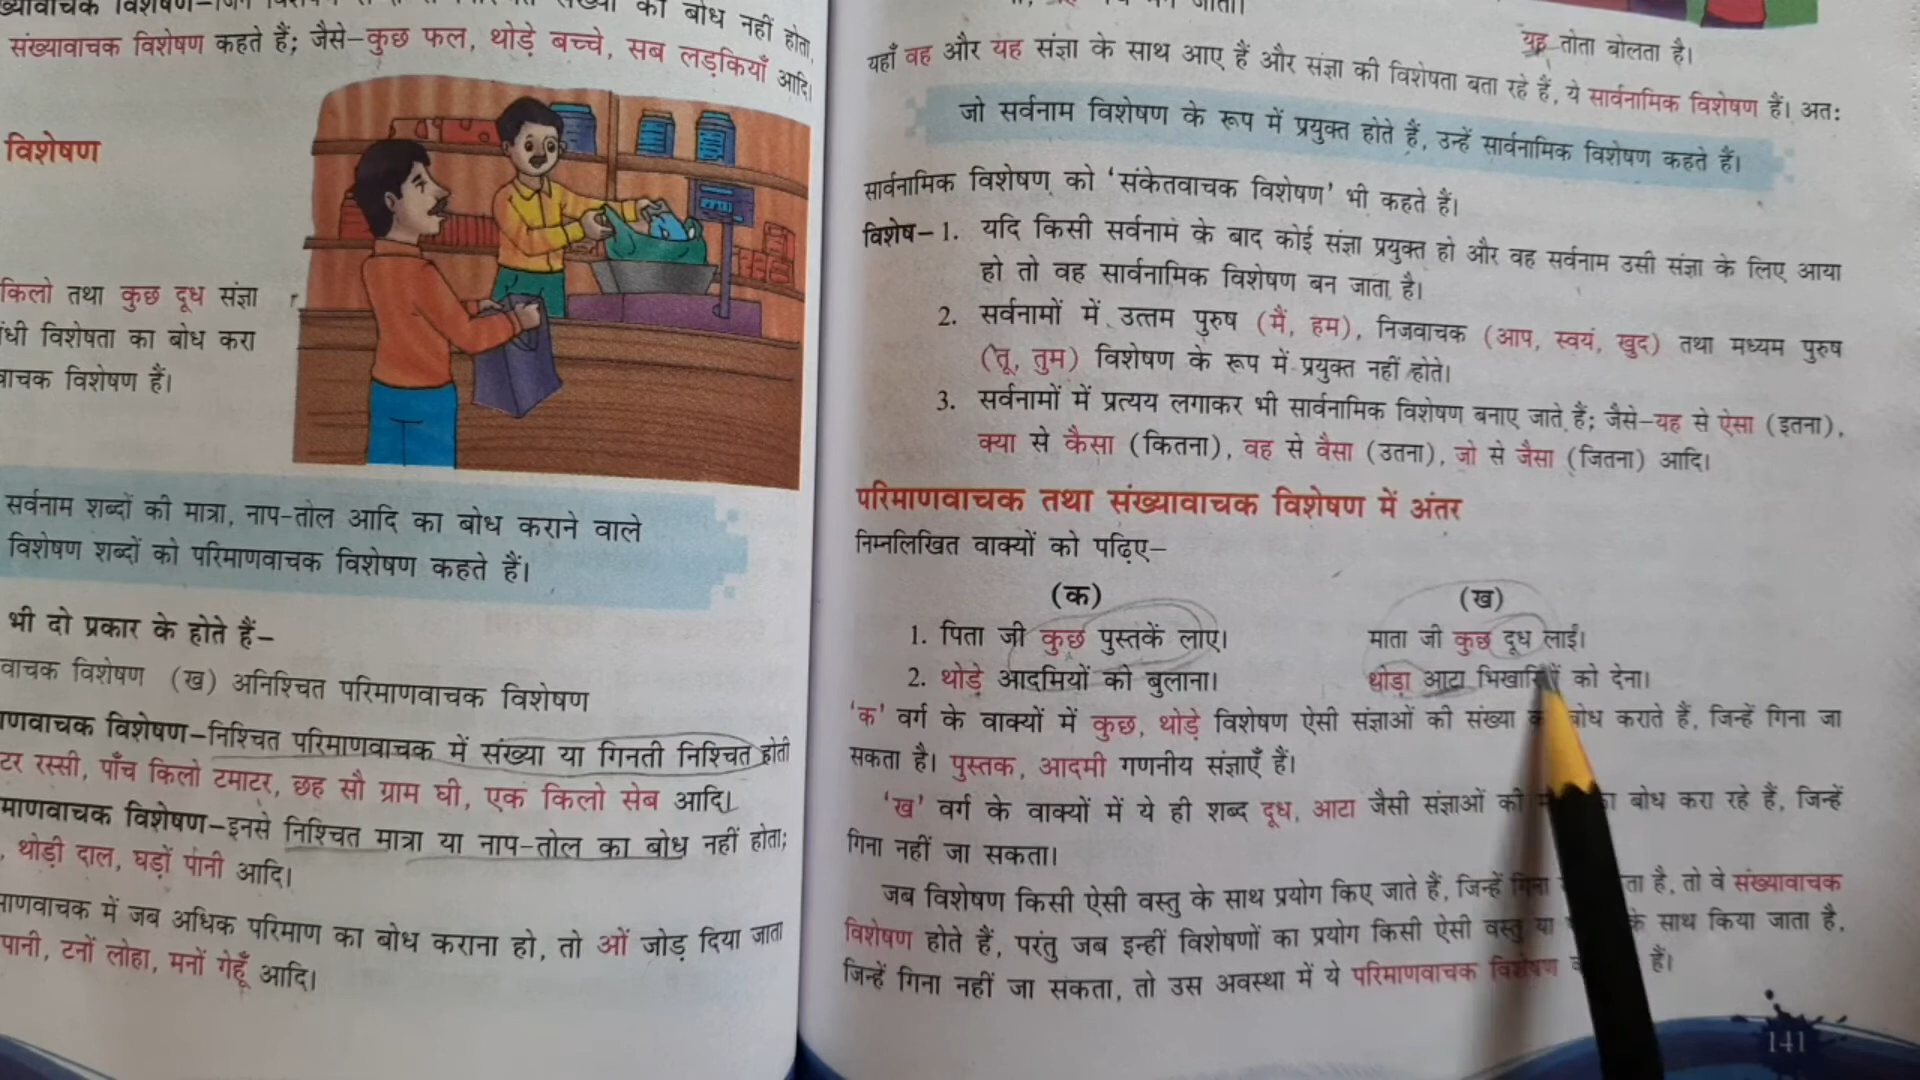 विशेषण
को बोध नहीं होता,
संख्यावाचक विशेषण कहते हैं; जैसे–कुछ फल, थोड़े बच्चे, सब लड़कियाँ आदि।
विशेषण
किलो तथा कुछ दूध संज्ञा
विशेषता का बोध करा
विशेषण हैं।
सर्वनाम शब्दों की मात्रा, नाप-तोल आदि का बोध कराने वाले
विशेषण शब्दों को परिमाणवाचक विशेषण कहते हैं।
भी दो प्रकार के होते हैं–
वाचक विशेषण (ख) अनिश्चित परिमाणवाचक विशेषण
विशेषण–निश्चित परिमाणवाचक में संख्या या गिनती निश्चित होती
रस्सी, पाँच किलो टमाटर, छह सौ ग्राम घी, एक किलो सेब आदि।
विशेषण–इनसे निश्चित मात्रा या नाप-तोल का बोध नहीं होता;
, थोड़ी दाल, घड़ों पानी आदि।
में जब अधिक परिमाण का बोध कराना हो, तो ओं जोड़ दिया जाता
पानी, टनों लोहा, मनों गेहूँ आदि।
यह तोता बोलता है।
यहाँ वह और यह संज्ञा के साथ आए हैं और संज्ञा की विशेषता बता रहे हैं, ये सार्वनामिक विशेषण हैं। अतः
जो सर्वनाम विशेषण के रूप में प्रयुक्त होते हैं, उन्हें सार्वनामिक विशेषण कहते हैं।
सार्वनामिक विशेषण को ‘संकेतवाचक विशेषण’ भी कहते हैं।
विशेष–1. यदि किसी सर्वनाम के बाद कोई संज्ञा प्रयुक्त हो और वह सर्वनाम उसी संज्ञा के लिए आया
हो तो वह सार्वनामिक विशेषण बन जाता है।
2. सर्वनामों में उत्तम पुरुष (मैं, हम), निजवाचक (आप, स्वयं, खुद) तथा मध्यम पुरुष
(तू, तुम) विशेषण के रूप में प्रयुक्त नहीं होते।
3. सर्वनामों में प्रत्यय लगाकर भी सार्वनामिक विशेषण बनाए जाते हैं; जैसे–यह से ऐसा (इतना),
क्या से कैसा (कितना), वह से वैसा (उतना), जो से जैसा (जितना) आदि।
परिमाणवाचक तथा संख्यावाचक विशेषण में अंतर
निम्नलिखित वाक्यों को पढ़िए–
(क) (ख)
1. पिता जी कुछ पुस्तकें लाए। माता जी कुछ दूध लाईं।
2. थोड़े आदमियों को बुलाना। थोड़ा आटा को देना।
‘क’ वर्ग के वाक्यों में कुछ, थोड़े विशेषण ऐसी संज्ञाओं की संख्या बोध कराते हैं, जिन्हें गिना जा
सकता है। पुस्तक, आदमी गणनीय संज्ञाएँ हैं।
‘ख’ वर्ग के वाक्यों में ये ही शब्द दूध, आटा जैसी संज्ञाओं की बोध करा रहे हैं, जिन्हें
गिना नहीं जा सकता।
जब विशेषण किसी ऐसी वस्तु के साथ प्रयोग किए जाते हैं, जिन्हें है, तो वे संख्यावाचक
विशेषण होते हैं, परंतु जब इन्हीं विशेषणों का प्रयोग किसी ऐसी वस्तु या के साथ किया जाता है,
जिन्हें गिना नहीं जा सकता, तो उस अवस्था में ये परिमाणवाचक विशेषण हैं।
141